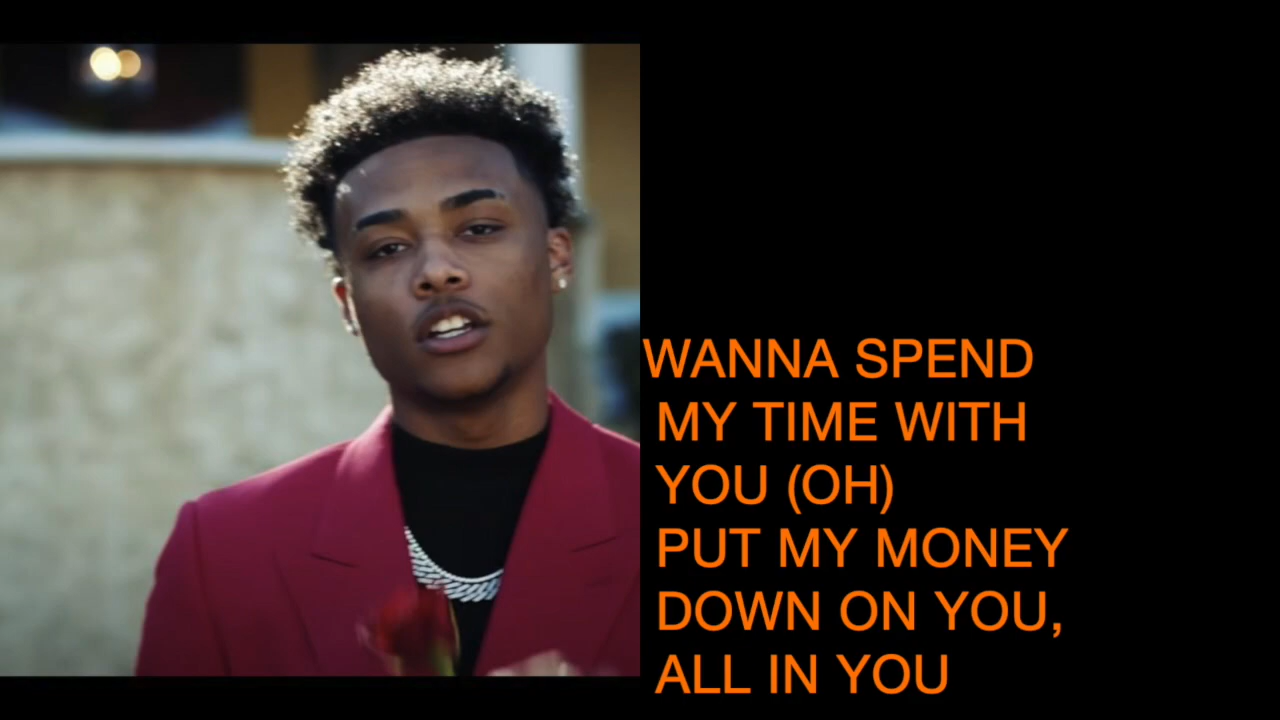 WANNA SPEND
MY TIME WITH
YOU (OH)
PUT MY MONEY
DOWN ON YOU,
ALL IN YOU